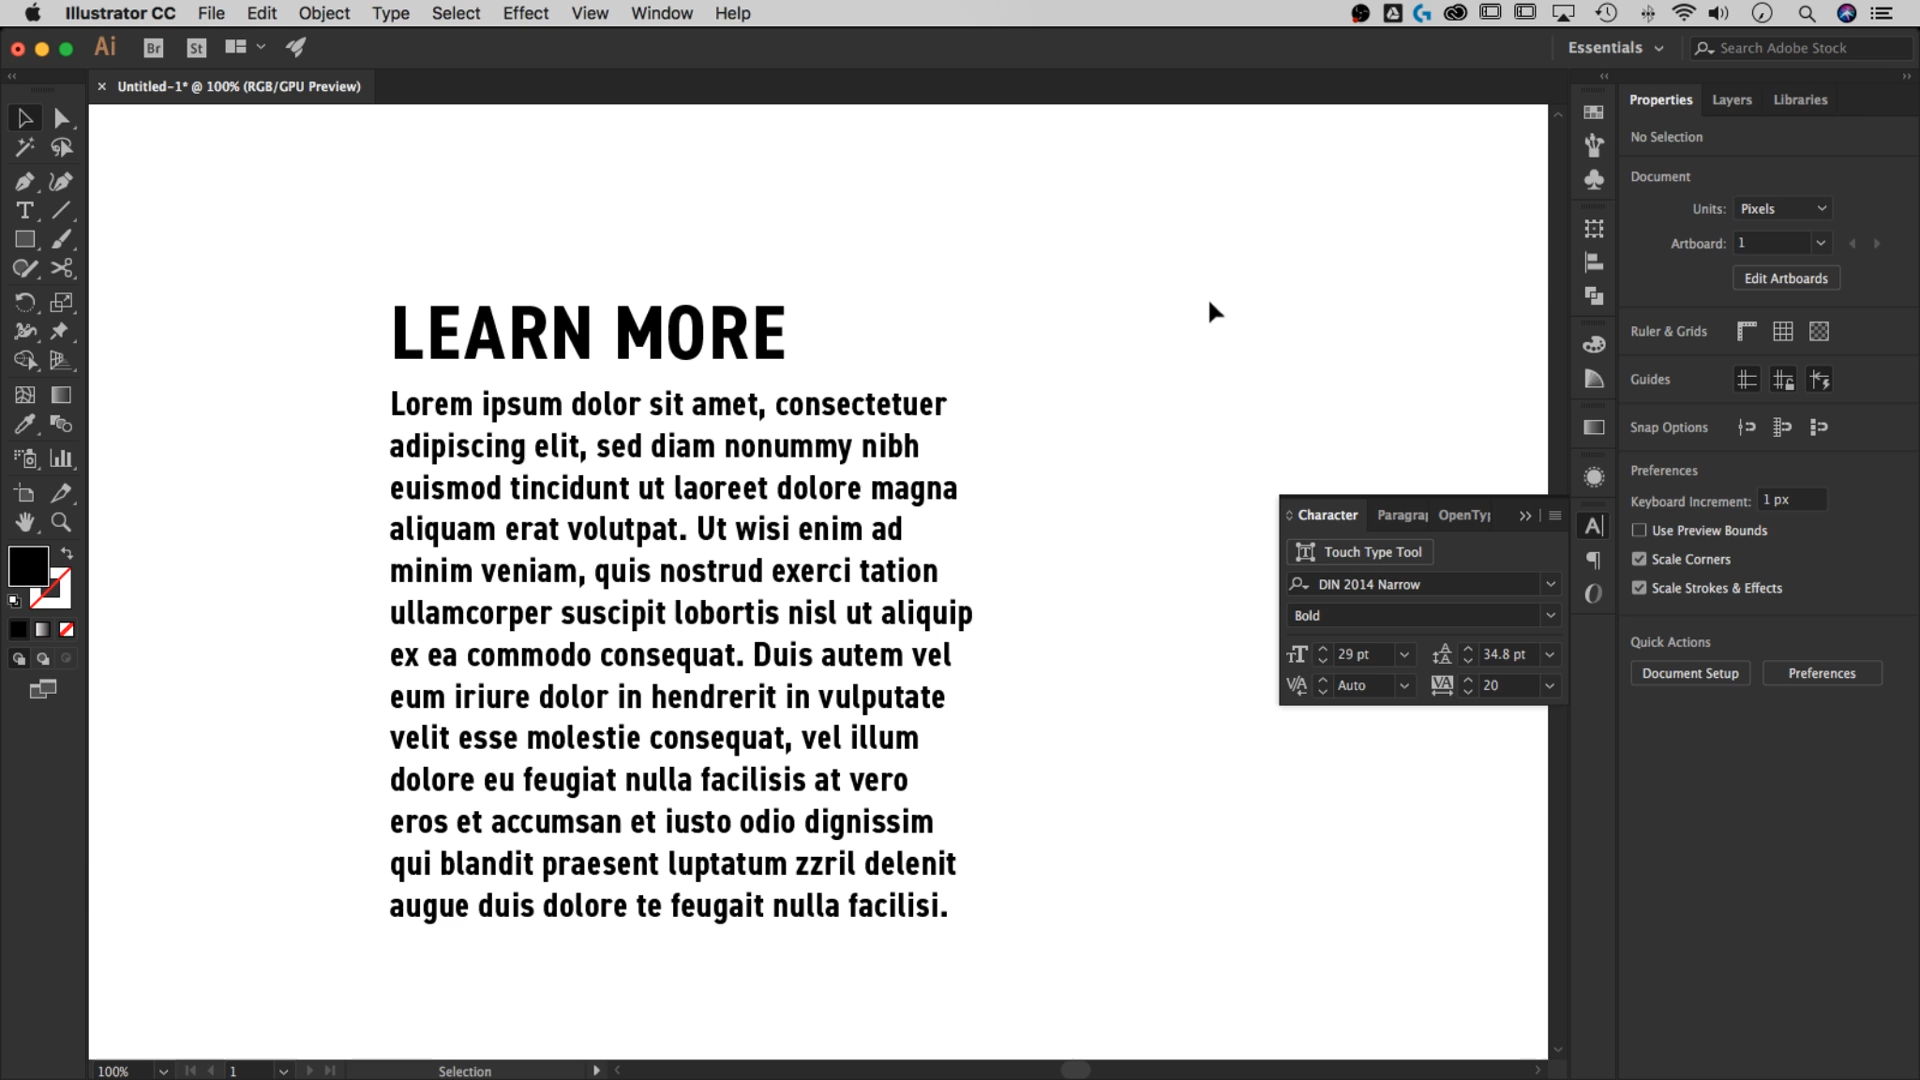 Illustrator CC File Edit Object Type Select Effect View Window Help
Ai Br St Essentials Search Adobe Stock
Untitled-1* @ 100% (RGB/GPU Preview)
Properties Layers Libraries
No Selection
Document
Units: Pixels
Artboard: 1
Edit Artboards
Ruler & Grids
Guides
Snap Options
Preferences
Keyboard Increment: 1 px
Use Preview Bounds
Scale Corners
Scale Strokes & Effects
Quick Actions
Document Setup Preferences
LEARN MORE
Lorem ipsum dolor sit amet, consectetuer
adipiscing elit, sed diam nonummy nibh
euismod tincidunt ut laoreet dolore magna
aliquam erat volutpat. Ut wisi enim ad
minim veniam, quis nostrud exerci tation
ullamcorper suscipit lobortis nisl ut aliquip
ex ea commodo consequat. Duis autem vel
eum iriure dolor in hendrerit in vulputate
velit esse molestie consequat, vel illum
dolore eu feugiat nulla facilisis at vero
eros et accumsan et iusto odio dignissim
qui blandit praesent luptatum zzril delenit
augue duis dolore te feugait nulla facilisi.
Character Paragra OpenTy
Touch Type Tool
DIN 2014 Narrow
Bold
29 pt 34.8 pt
Auto 20
100% 1 Selection